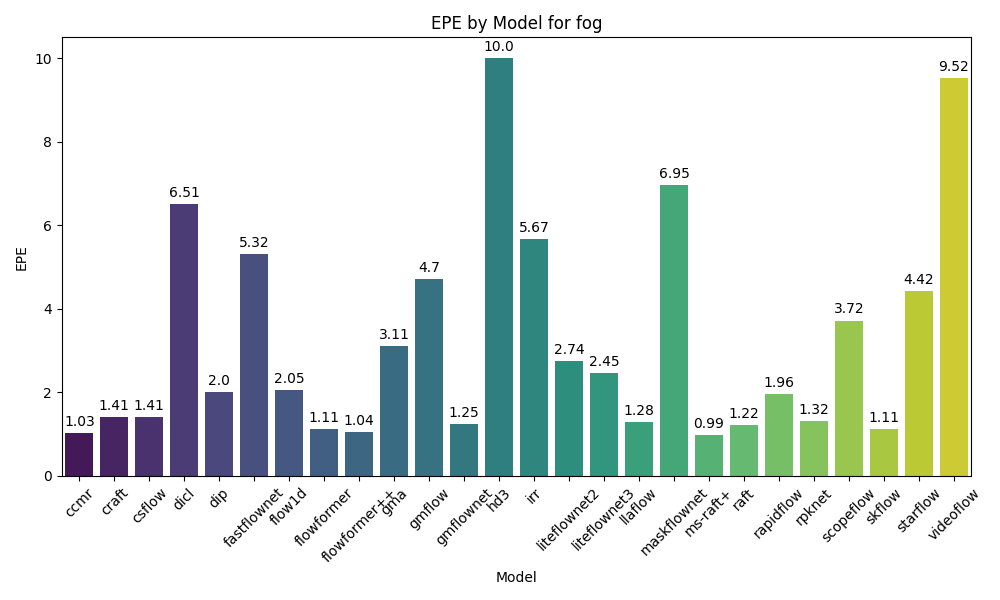 EPE by Model for fog
EPE
10
8
6
4
2
0
1.03
1.41
1.41
6.51
2.0
5.32
2.05
1.11
1.04
3.11
4.7
1.25
10.0
5.67
2.74
2.45
1.28
6.95
0.99
1.22
1.96
1.32
3.72
1.11
4.42
9.52
ccmr
craft
csflow
dicl
dip
fastflownet
flow1d
flowformer
flowformer++
gma
gmflow
gmflownet
hd3
irr
liteflownet2
liteflownet3
llaflow
maskflownet
ms-raft+
raft
rapidflow
rpknet
scopeflow
skflow
starflow
videoflow
Model